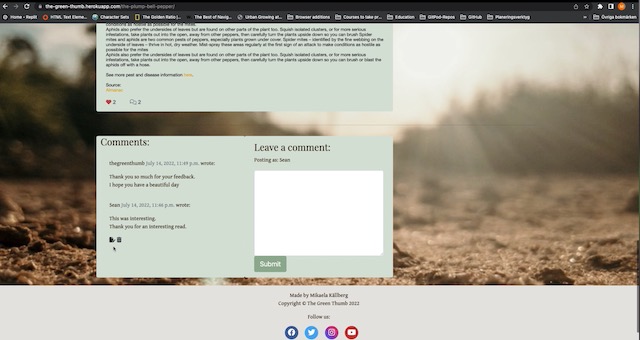 the-green-thumb.herokuapp.com/the-plump-bell-pepper/
Home - Replit
HTML Text Eleme...
Character Sets
The Golden Ratio |...
The Best of Navig...
Urban Growing at...
Browser additions
Courses to take pr...
Education
GitPod-Repos
GitHub
Planeringsverktyg
Övriga bokmärken
conditions as hostile as possible for the mites.
Aphids also prefer the undersides of leaves but are found on other parts of the plant too. Squish isolated clusters, or for more serious
infestations, take plants out into the open, away from other peppers, then carefully turn the plants upside down so you can brush Spider
mites and aphids are two common pests of peppers, especially plants grown under cover. Spider mites – identified by the fine webbing on the
underside of leaves – thrive in hot, dry weather. Mist spray these areas regularly at the first sign of an attack to make conditions as hostile as
possible for the mites
Aphids also prefer the undersides of leaves but are found on other parts of the plant too. Squish isolated clusters, or for more serious
infestations, take plants out into the open, away from other peppers, then carefully turn the plants upside down so you can brush or blast the
aphids off with a hose.
See more pest and disease information here.
Source:
2
2
Comments:
thegreenthumb July 14, 2022, 11:49 p.m. wrote:
Thank you so much for your feedback.
I hope you have a beautiful day
Sean July 14, 2022, 11:46 p.m. wrote:
This was interesting.
Thank you for an interesting read.
Leave a comment:
Posting as: Sean
Submit
Made by Mikaela Källberg
Copyright © The Green Thumb 2022
Follow us: